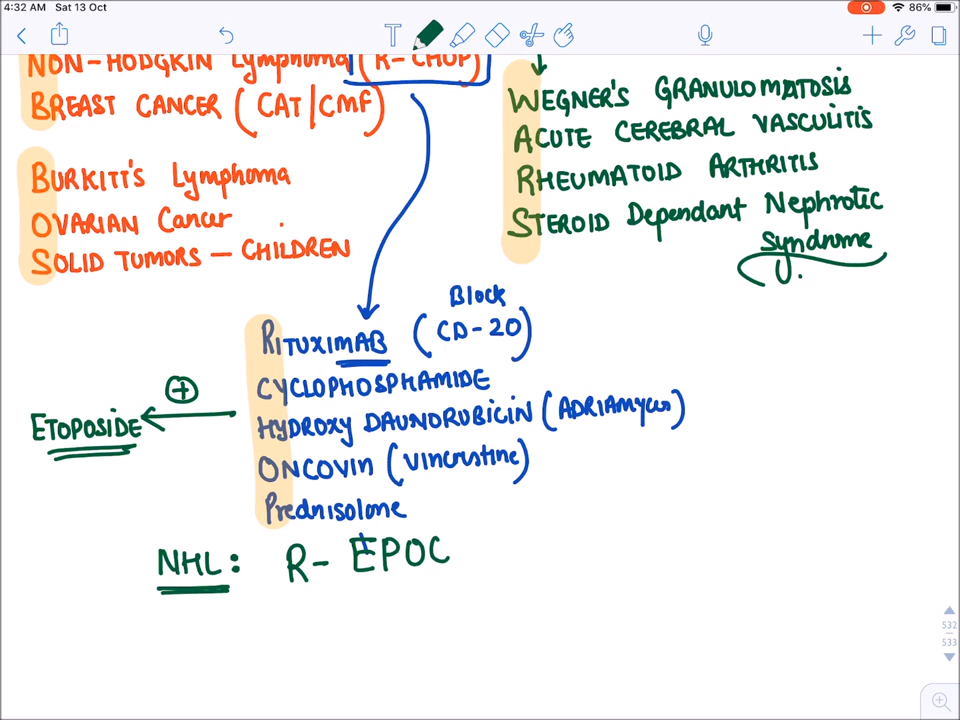 4:32 AM Sat 13 Oct
86%
T
NON-HODGKIN Lymphoma (R-CHOP)
BREAST CANCER (CAT/CMF)
BURKITT'S Lymphoma
OVARIAN Cancer
SOLID TUMORS – CHILDREN
WEGNER'S GRANULOMATOSIS
ACUTE CEREBRAL VASCULITIS
RHEUMATOID ARTHRITIS
STEROID Dependant Nephrotic
Syndrome
Block
RITUXIMAB (CD-20)
CYCLOPHOSPHAMIDE
HYDROXY DAUNORUBICIN (ADRIAMYCIN)
ONCOVIN (Vincristine)
Prednisolone
+
ETOPOSIDE
NHL: R- EPOC
532
533